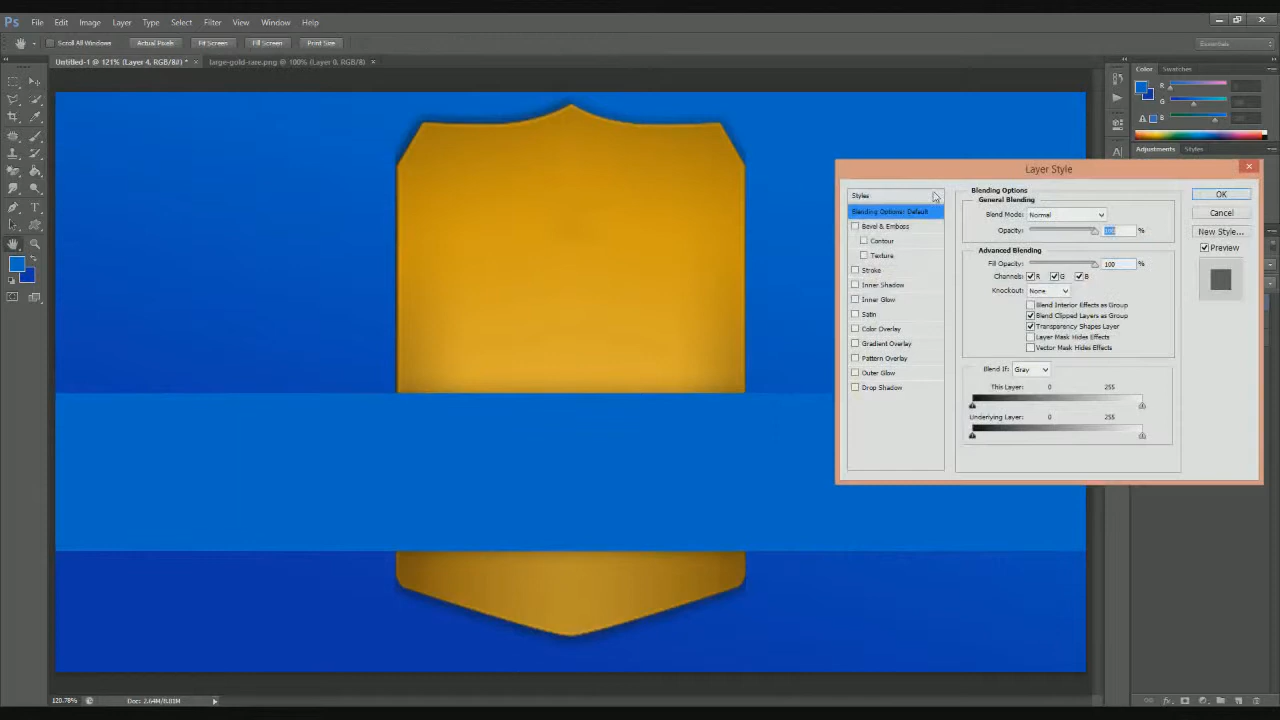 Ps File Edit Image Layer Type Select Filter View Window Help
Scroll All Windows Actual Pixels Fit Screen Fill Screen Print Size Essentials
Untitled-1 @ 121% (Layer 4, RGB/8#) * × large-gold-rare.png @ 100% (Layer 0, RGB/8) ×
Color Swatches
R
G
B
Adjustments Styles
Layer Style
Styles
Blending Options: Default
Bevel & Emboss
Contour
Texture
Stroke
Inner Shadow
Inner Glow
Satin
Color Overlay
Gradient Overlay
Pattern Overlay
Outer Glow
Drop Shadow
Blending Options
General Blending
Blend Mode: Normal
Opacity: 100 %
Advanced Blending
Fill Opacity: 100 %
Channels: R G B
Knockout: None
Blend Interior Effects as Group
Blend Clipped Layers as Group
Transparency Shapes Layer
Layer Mask Hides Effects
Vector Mask Hides Effects
Blend If: Gray
This Layer: 0 255
Underlying Layer: 0 255
OK
Cancel
New Style...
Preview
120.78% Doc: 2.64M/8.01M